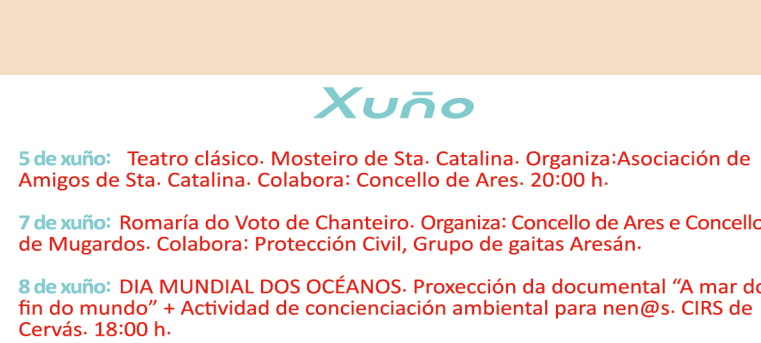 Xuño
5 de xuño: Teatro clásico. Mosteiro de Sta. Catalina. Organiza:Asociación de
Amigos de Sta. Catalina. Colabora: Concello de Ares. 20:00 h.
7 de xuño: Romaría do Voto de Chanteiro. Organiza: Concello de Ares e Concello
de Mugardos. Colabora: Protección Civil, Grupo de gaitas Aresán.
8 de xuño: DIA MUNDIAL DOS OCÉANOS. Proxección da documental “A mar do
fin do mundo” + Actividad de concienciación ambiental para nen@s. CIRS de
Cervás. 18:00 h.